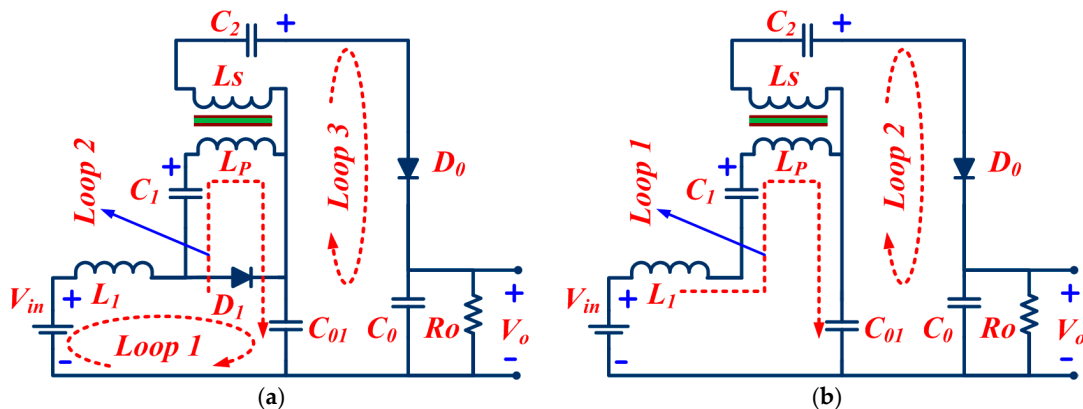 C2 +
Ls
Loop 2
+
LP
C1
Loop 3
D0
Vin
+
L1
D1
-
Loop 1
C01
C0
Ro
+
Vo
-
(a)
C2 +
Ls
Loop 1
+
LP
C1
Loop 2
D0
Vin
+
L1
-
C01
C0
Ro
+
Vo
-
(b)